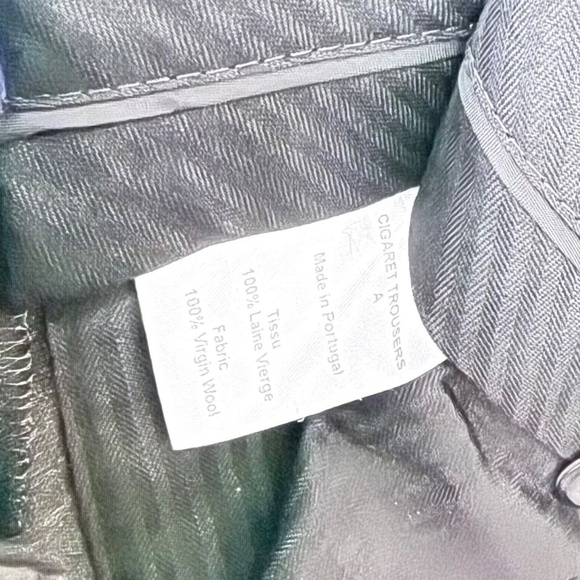 CIGARET TROUSERS
A
Made in Portugal
Tissu
100% Laine Vierge
Fabric
100% Virgin Wool